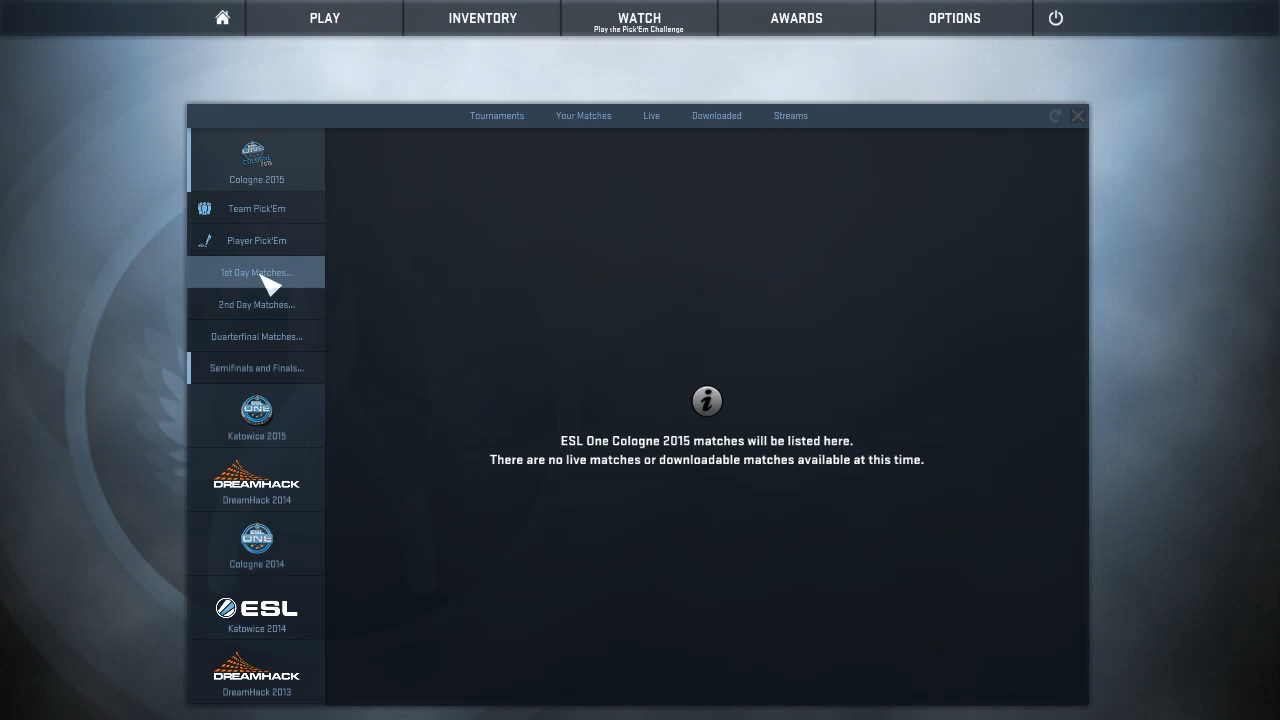 PLAY
INVENTORY
WATCH
Play the Pick'Em Challenge
AWARDS
OPTIONS
Tournaments
Your Matches
Live
Downloaded
Streams
Cologne 2015
Team Pick'Em
Player Pick'Em
1st Day Matches...
2nd Day Matches...
Quarterfinal Matches...
Semifinals and Finals...
ESL
ONE
Katowice 2015
DREAMHACK
DreamHack 2014
ESL
ONE
Cologne 2014
ESL
Katowice 2014
DREAMHACK
DreamHack 2013
ESL One Cologne 2015 matches will be listed here.
There are no live matches or downloadable matches available at this time.